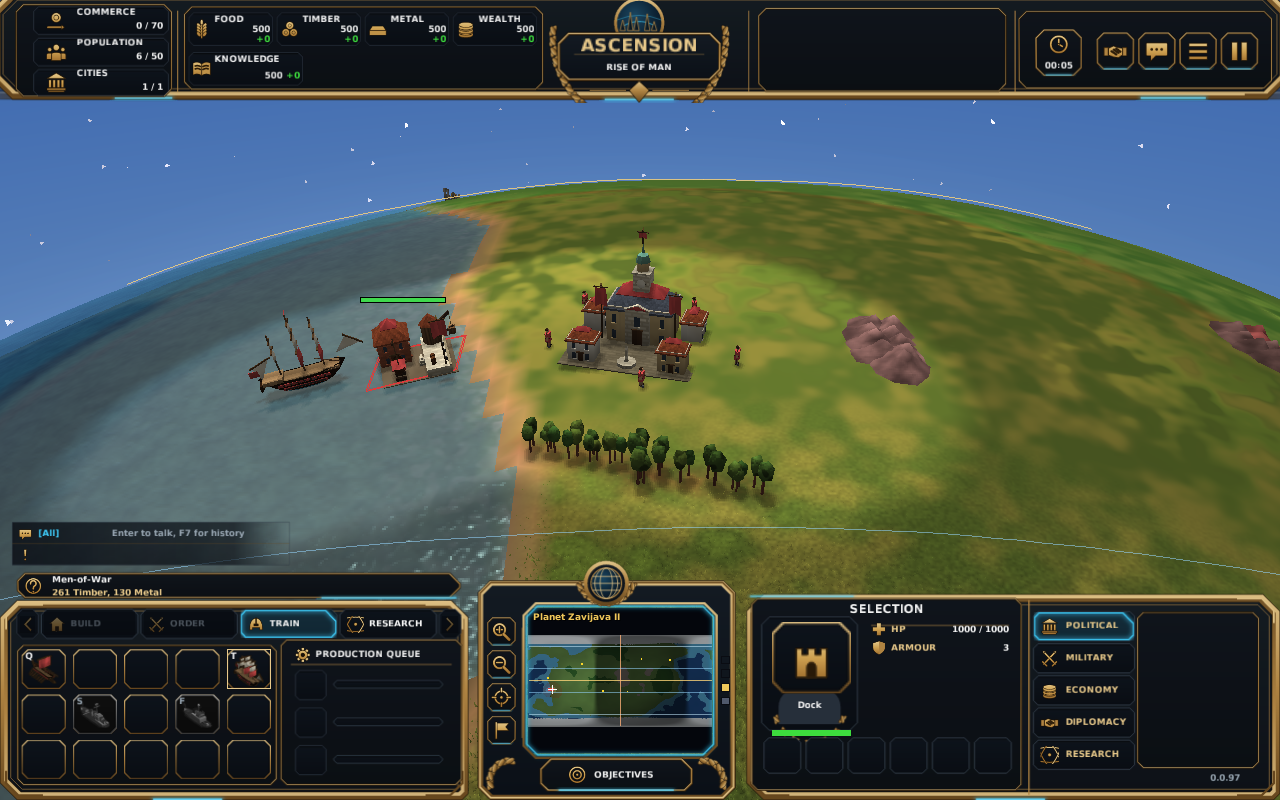 COMMERCE
0 / 70
POPULATION
6 / 50
CITIES
1 / 1
FOOD
500
+0
TIMBER
500
+0
METAL
500
+0
WEALTH
500
+0
KNOWLEDGE
500 +0
ASCENSION
RISE OF MAN
00:05
[All] Enter to talk, F7 for history
!
Men-of-War
261 Timber, 130 Metal
BUILD
ORDER
TRAIN
RESEARCH
Q
T
S
F
PRODUCTION QUEUE
Planet Zavijava II
OBJECTIVES
SELECTION
Dock
HP 1000 / 1000
ARMOUR 3
POLITICAL
MILITARY
ECONOMY
DIPLOMACY
RESEARCH
0.0.97